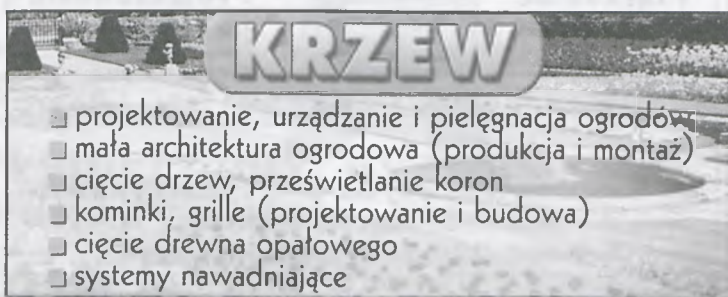 KRZEW
projektowanie, urządzanie i pielęgnacja ogrodów
mała architektura ogrodowa (produkcja i montaż)
cięcie drzew, prześwietlanie koron
kominki, grille (projektowanie i budowa)
cięcie drewna opałowego
systemy nawadniające